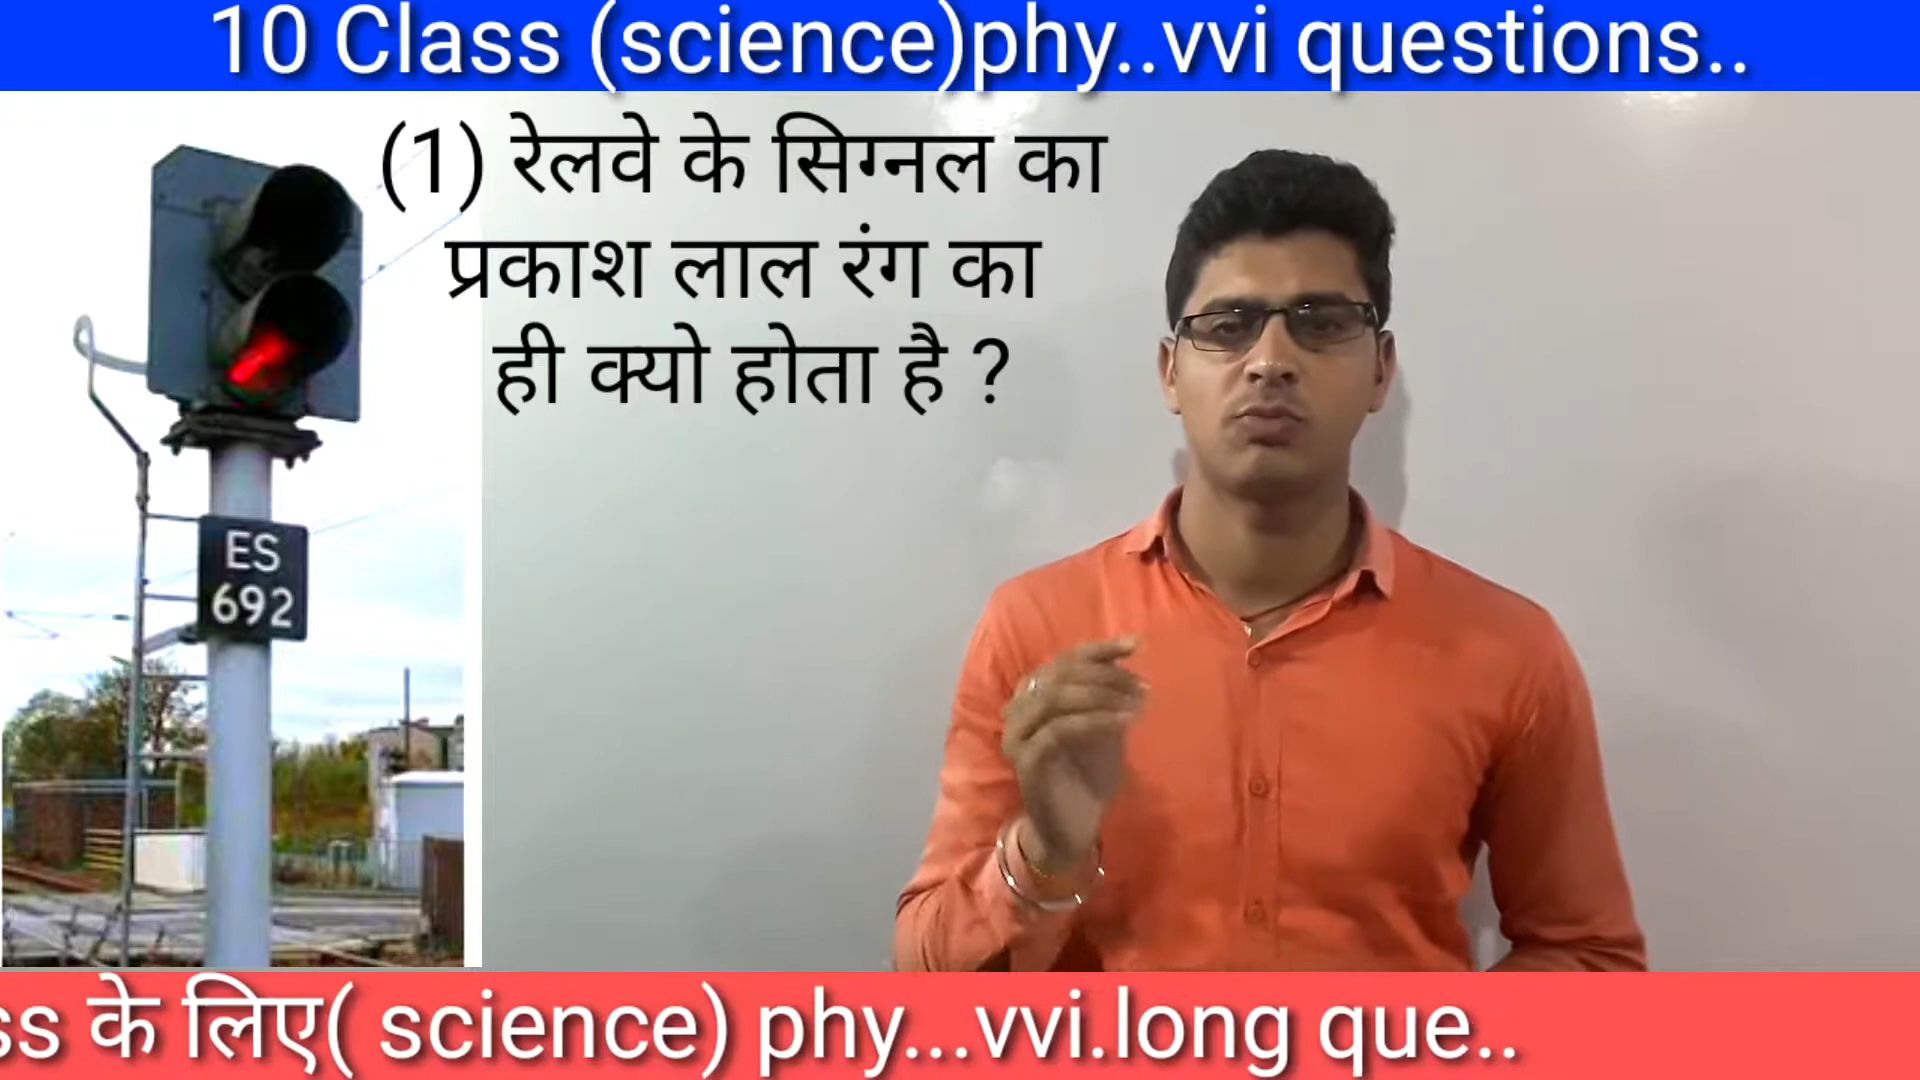 10 Class (science)phy..vvi questions..
(1) रेलवे के सिग्नल का
प्रकाश लाल रंग का
ही क्यो होता है ?
ES
692
ss के लिए( science) phy...vvi.long que..